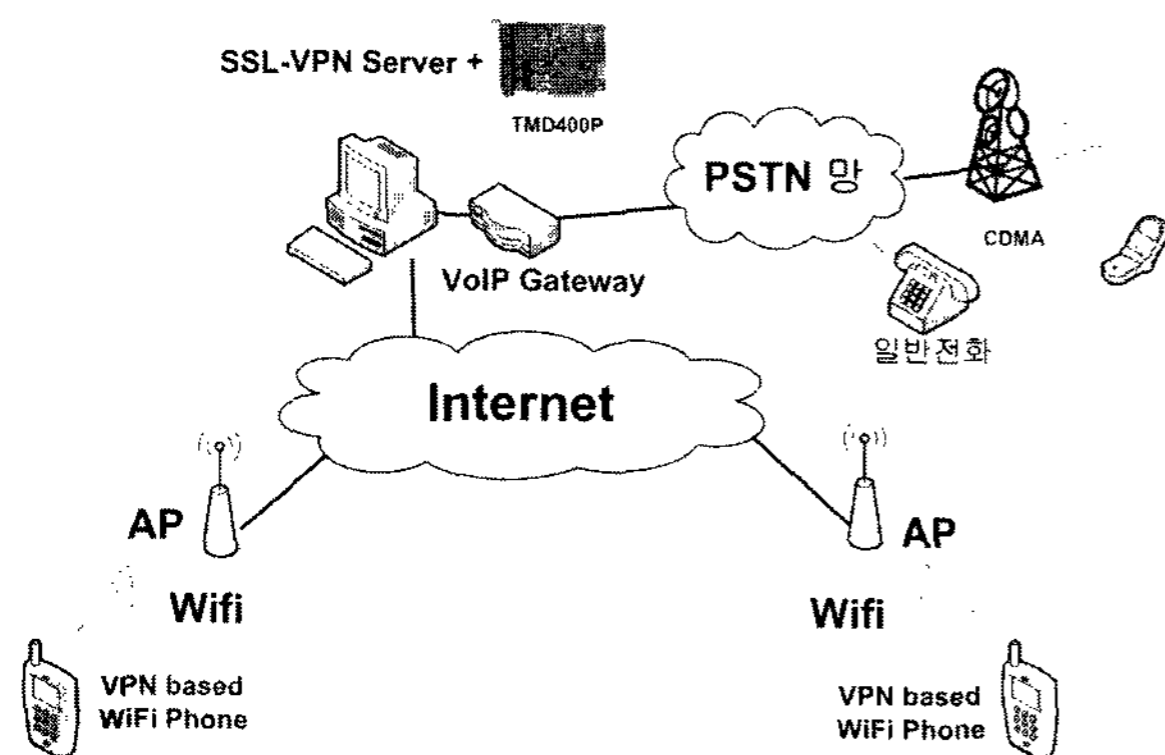 SSL-VPN Server +
TMD400P
PSTN 망
CDMA
VoIP Gateway
일반전화
Internet
AP
AP
Wifi
Wifi
VPN based
WiFi Phone
VPN based
WiFi Phone